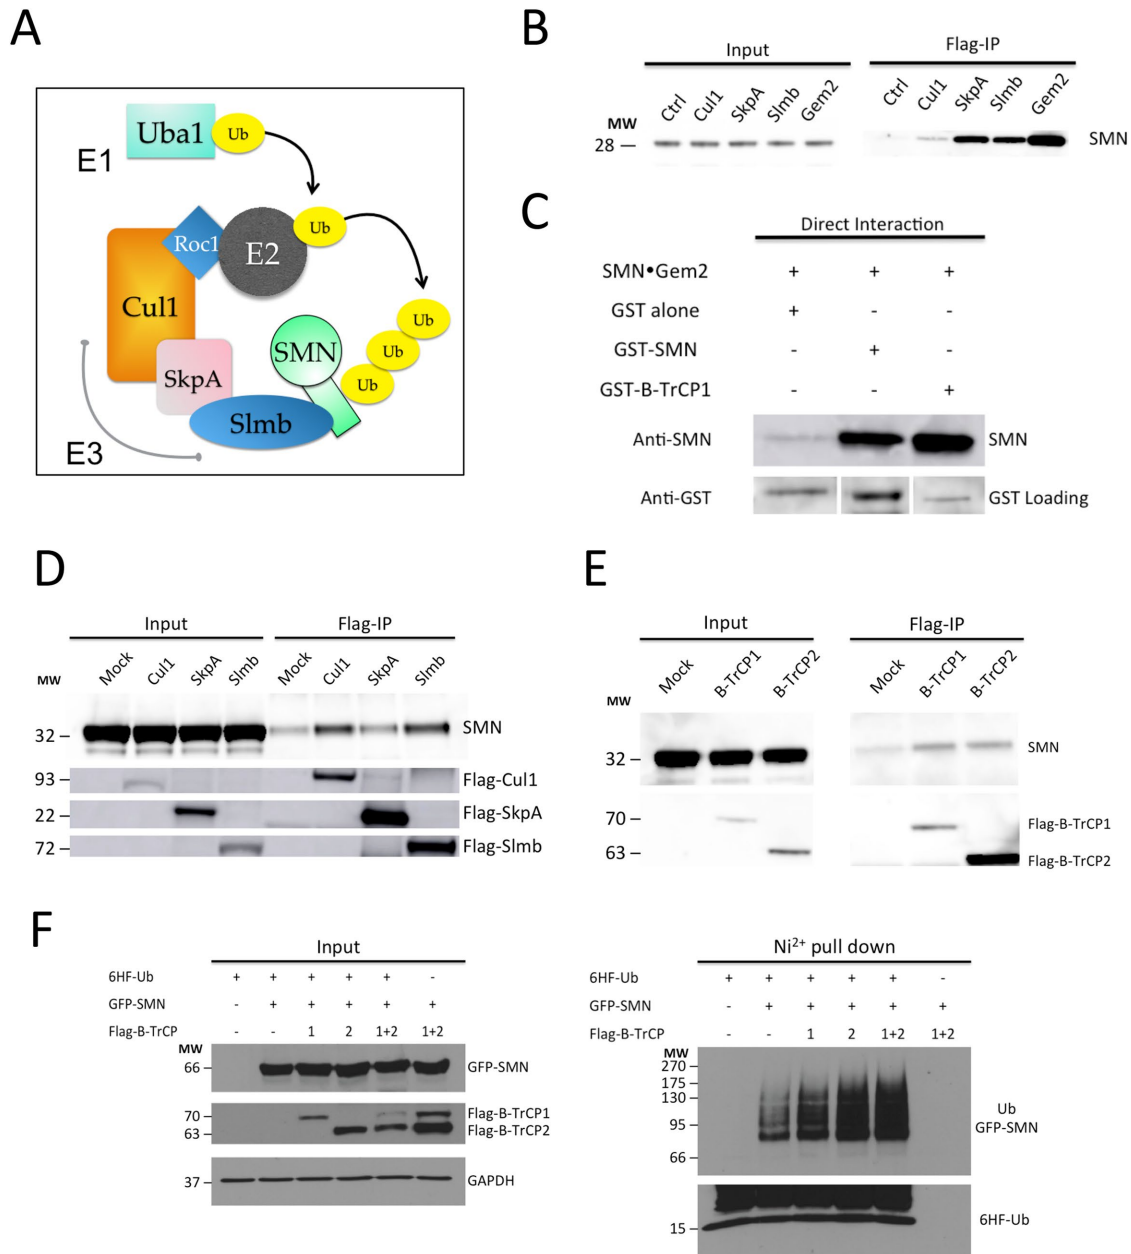 A
Uba1
Ub
E1
Roc1
E2
Ub
Cul1
Ub
SMN
Ub
SkpA
Ub
Slmb
E3
B
Input
Flag-IP
Ctrl Cul1 SkpA Slmb Gem2
Ctrl Cul1 SkpA Slmb Gem2
MW
28 –
SMN
C
Direct Interaction
SMN•Gem2 + + +
GST alone + - -
GST-SMN - + -
GST-B-TrCP1 - - +
Anti-SMN
SMN
Anti-GST
GST Loading
D
Input
Flag-IP
Mock Cul1 SkpA Slmb
Mock Cul1 SkpA Slmb
MW
32 –
SMN
93 –
Flag-Cul1
22 –
Flag-SkpA
72 –
Flag-Slmb
E
Input
Flag-IP
Mock B-TrCP1 B-TrCP2
Mock B-TrCP1 B-TrCP2
MW
32 –
SMN
70 –
Flag-B-TrCP1
63 –
Flag-B-TrCP2
F
Input
6HF-Ub + + + + + -
GFP-SMN - + + + + +
Flag-B-TrCP - - 1 2 1+2 1+2
MW
66 –
GFP-SMN
70 –
Flag-B-TrCP1
63 –
Flag-B-TrCP2
37 –
GAPDH
Ni²⁺ pull down
6HF-Ub + + + + + -
GFP-SMN - + + + + +
Flag-B-TrCP - - 1 2 1+2 1+2
MW
270 –
175 –
130 –
95 –
66 –
Ub
GFP-SMN
15 –
6HF-Ub